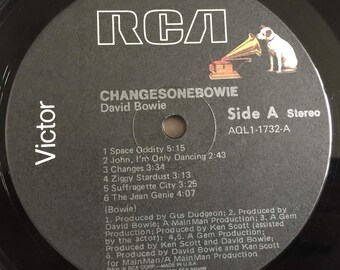 RCA
Victor
CHANGESONEBOWIE
David Bowie
Side A Stereo
AQL1-1732-A
1 Space Oddity 5:15
2 John, I'm Only Dancing 2:43
3 Changes 3:34
4 Ziggy Stardust 3:13
5 Suffragette City 3:25
6 The Jean Genie 4:07
(Bowie)
1. Produced by Gus Dudgeon; 2. Produced by
David Bowie; A MainMan Production; 3. A Gem
Production; Produced by Ken Scott (assisted
by the actor); 4,5. A Gem
Production; Produced by Ken Scott and David Bowie;
6. Produced by David Bowie and Ken Scott
for MainMan/A MainMan Production
RCA CORP. MADE IN U.S.A.